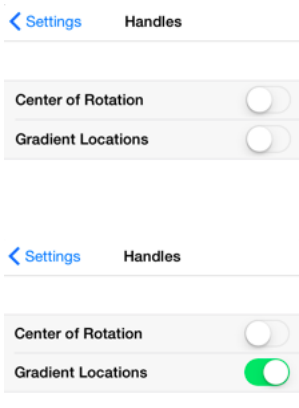 Settings Handles
Center of Rotation
Gradient Locations
Settings Handles
Center of Rotation
Gradient Locations